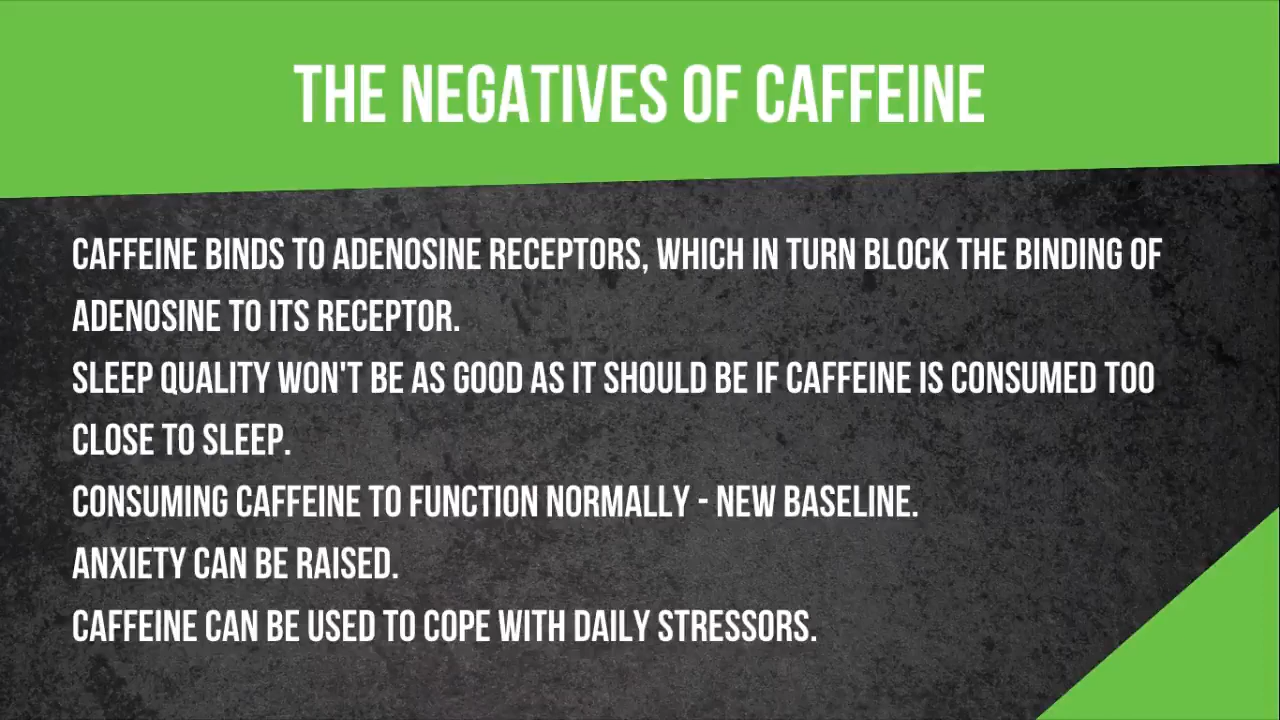 THE NEGATIVES OF CAFFEINE
CAFFEINE BINDS TO ADENOSINE RECEPTORS, WHICH IN TURN BLOCK THE BINDING OF
ADENOSINE TO ITS RECEPTOR.
SLEEP QUALITY WON'T BE AS GOOD AS IT SHOULD BE IF CAFFEINE IS CONSUMED TOO
CLOSE TO SLEEP.
CONSUMING CAFFEINE TO FUNCTION NORMALLY - NEW BASELINE.
ANXIETY CAN BE RAISED.
CAFFEINE CAN BE USED TO COPE WITH DAILY STRESSORS.